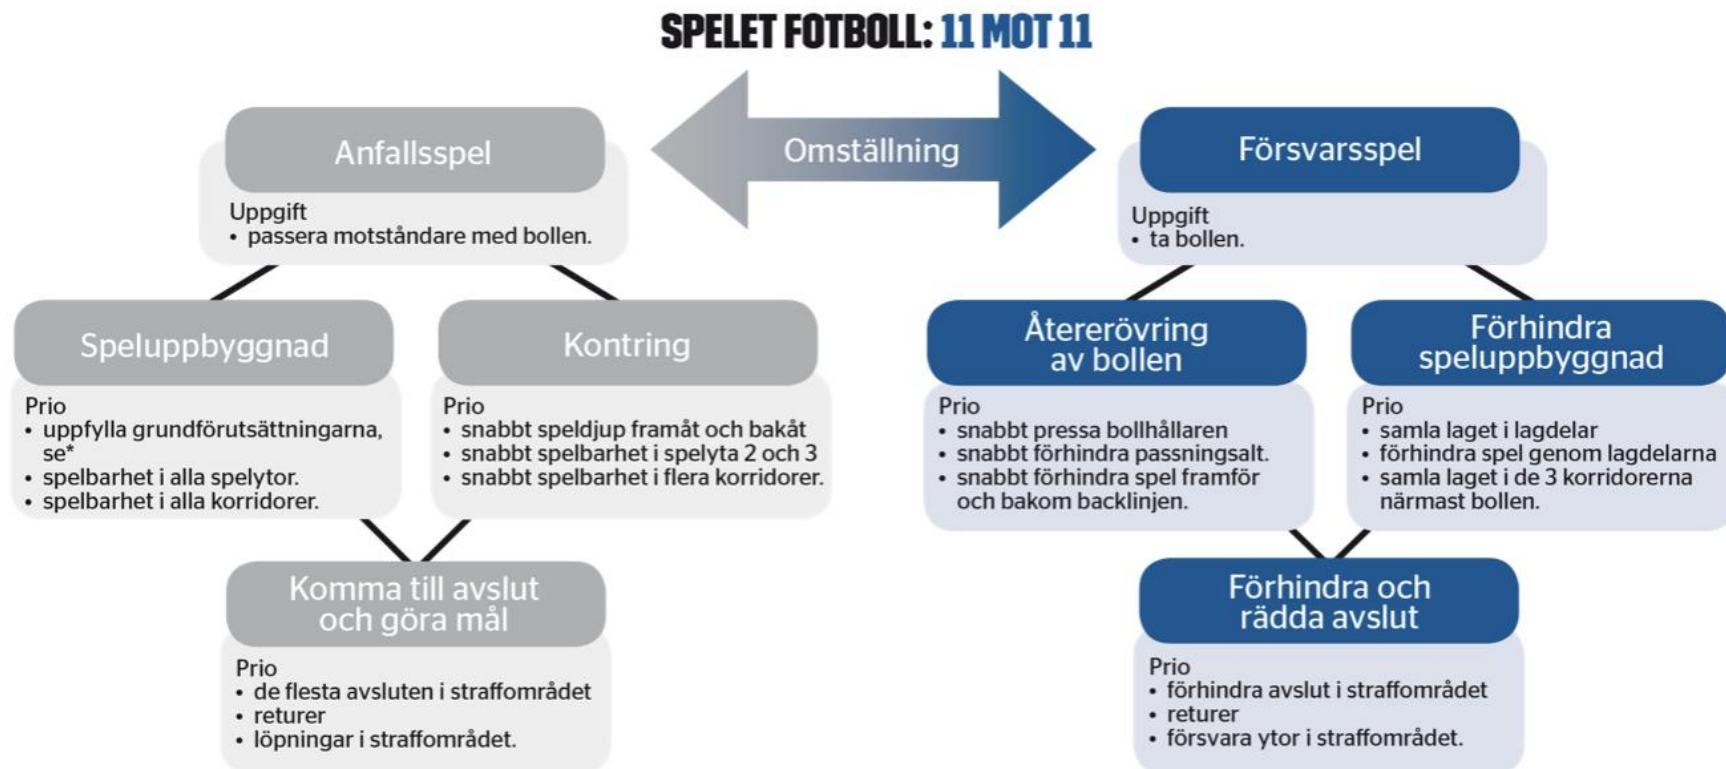 SPELET FOTBOLL: 11 MOT 11
Omställning
Anfallsspel
Uppgift
• passera motståndare med bollen.
Speluppbyggnad
Prio
• uppfylla grundförutsättningarna,
se*
• spelbarhet i alla spelytor.
• spelbarhet i alla korridorer.
Kontring
Prio
• snabbt speldjup framåt och bakåt
• snabbt spelbarhet i spelyta 2 och 3
• snabbt spelbarhet i flera korridorer.
Komma till avslut
och göra mål
Prio
• de flesta avsluten i straffområdet
• returer
• löpningar i straffområdet.
Försvarsspel
Uppgift
• ta bollen.
Återerövring
av bollen
Prio
• snabbt pressa bollhållaren
• snabbt förhindra passningsalt.
• snabbt förhindra spel framför
och bakom backlinjen.
Förhindra
speluppbyggnad
Prio
• samla laget i lagdelar
• förhindra spel genom lagdelarna
• samla laget i de 3 korridorerna
närmast bollen.
Förhindra och
rädda avslut
Prio
• förhindra avslut i straffområdet
• returer
• försvara ytor i straffområdet.